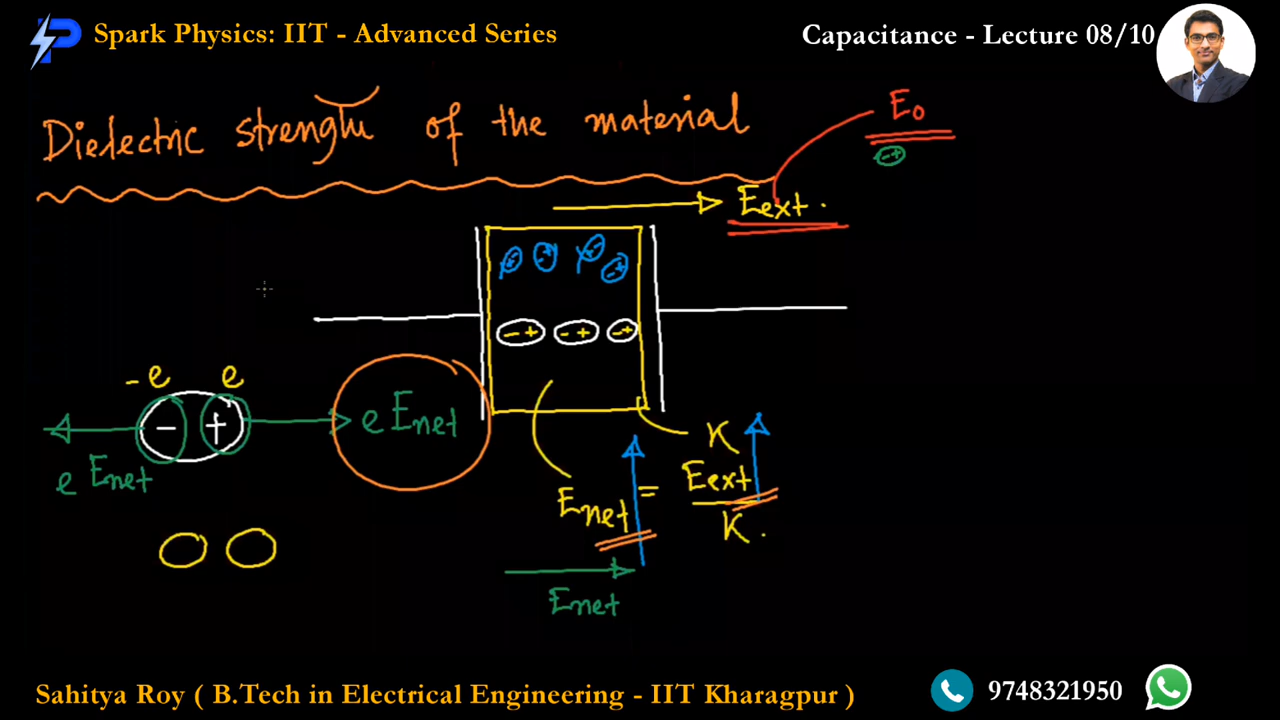 Spark Physics: IIT - Advanced Series
Capacitance - Lecture 08/10
Dielectric strength of the material
E0
- +
Eext.
- + - + - +
-e e
- +
e Enet
e Enet
K
Enet = Eext / K.
Enet
Sahitya Roy ( B.Tech in Electrical Engineering - IIT Kharagpur )
9748321950